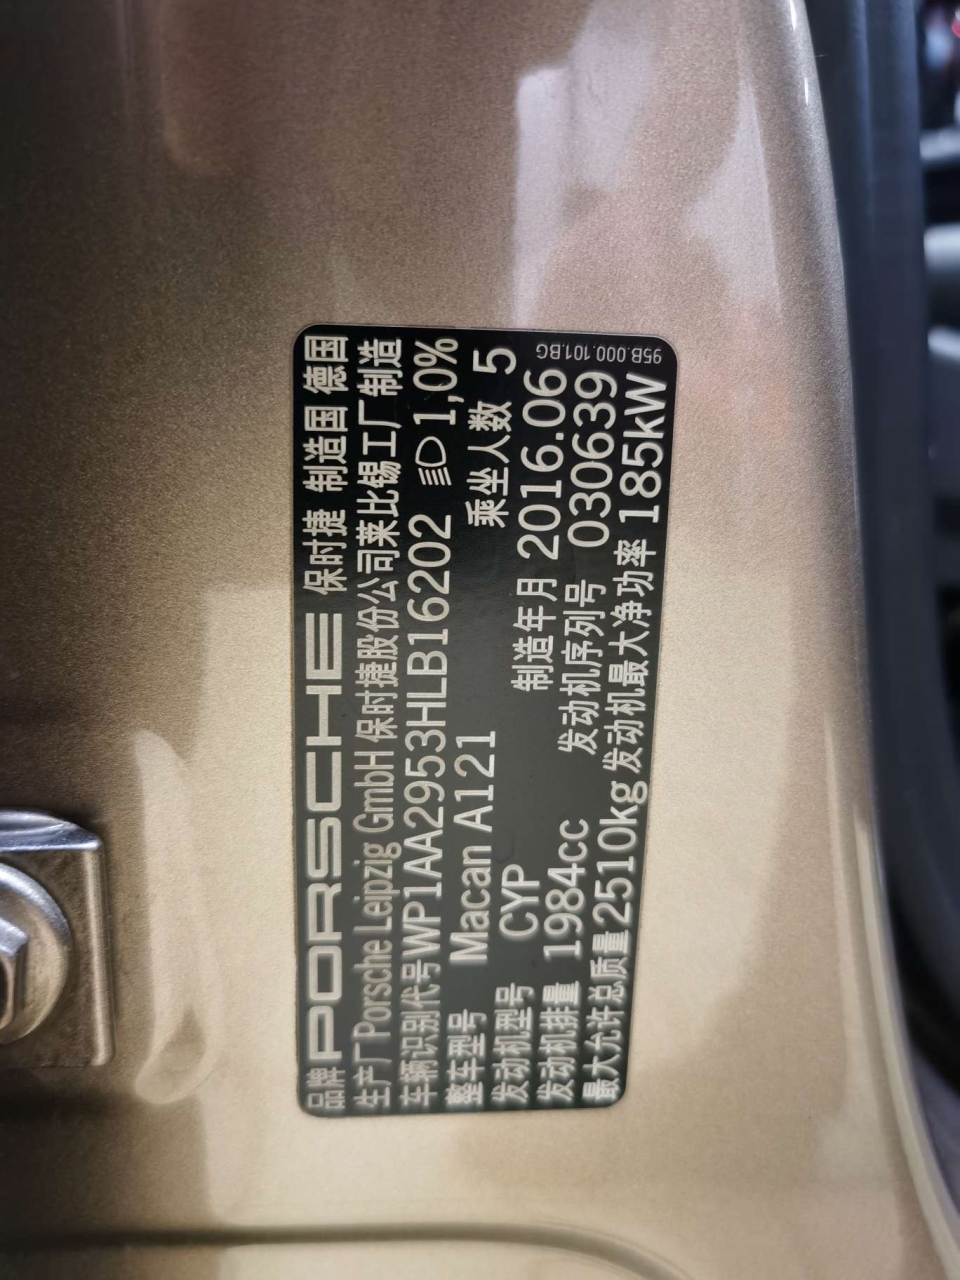 品牌 PORSCHE 保时捷 制造国 德国
生产厂 Porsche Leipzig GmbH 保时捷股份公司莱比锡工厂制造
车辆识别代号 WP1AA2953HLB16202 1,0%
整车型号 Macan A121 乘坐人数 5
发动机型号 CYP 制造年月 2016.06
发动机排量 1984cc 发动机序列号 030639
最大允许总质量 2510kg 发动机最大净功率 185kW
95B.000.101.BG